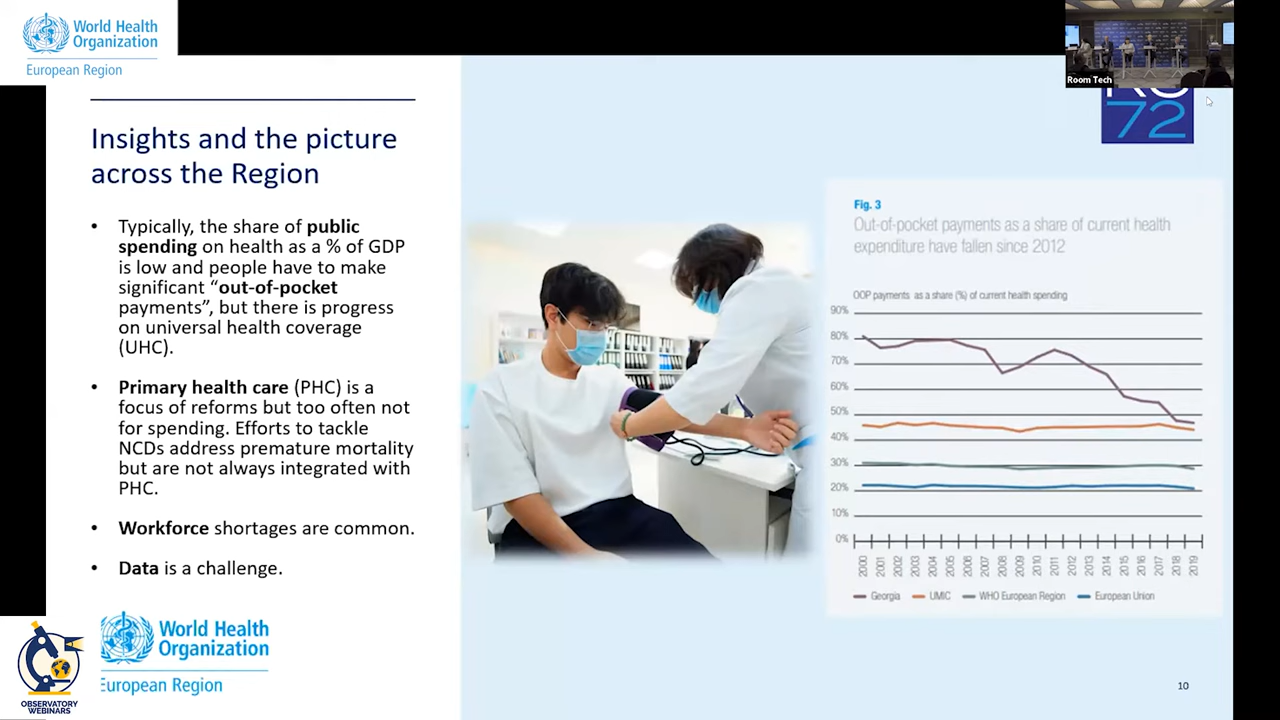 World Health
Organization
European Region
Room Tech
72
Insights and the picture
across the Region
• Typically, the share of public
spending on health as a % of GDP
is low and people have to make
significant “out-of-pocket
payments”, but there is progress
on universal health coverage
(UHC).
• Primary health care (PHC) is a
focus of reforms but too often not
for spending. Efforts to tackle
NCDs address premature mortality
but are not always integrated with
PHC.
• Workforce shortages are common.
• Data is a challenge.
Fig. 3
Out-of-pocket payments as a share of current health
expenditure have fallen since 2012
OOP payments as a share (%) of current health spending
90%
80%
70%
60%
50%
40%
30%
20%
10%
0%
2000 2001 2002 2003 2004 2005 2006 2007 2008 2009 2010 2011 2012 2013 2014 2015 2016 2017 2018 2019
Georgia UMIC WHO European Region European Union
World Health
Organization
European Region
OBSERVATORY
WEBINARS
10